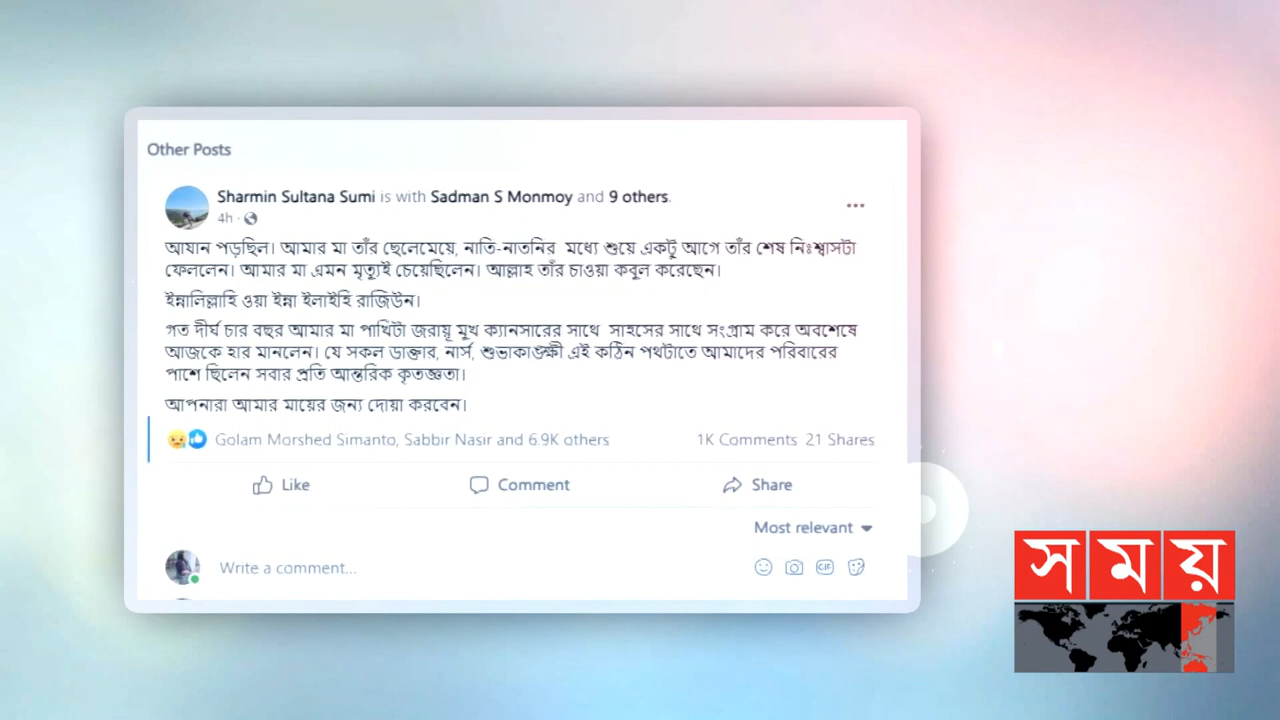 Other Posts
Sharmin Sultana Sumi is with Sadman S Monmoy and 9 others.
4h ·
আযান পড়ছিল। আমার মা তাঁর ছেলেমেয়ে, নাতি-নাতনির মধ্যে শুয়ে একটু আগে তাঁর শেষ নিঃশ্বাসটা
ফেললেন। আমার মা এমন মৃত্যুই চেয়েছিলেন। আল্লাহ তাঁর চাওয়া কবুল করেছেন।
ইন্নালিল্লাহি ওয়া ইন্না ইলাইহি রাজিউন।
গত দীর্ঘ চার বছর আমার মা পাখিটা জরায়ূ মুখ ক্যানসারের সাথে সাহসের সাথে সংগ্রাম করে অবশেষে
আজকে হার মানলেন। যে সকল ডাক্তার, নার্স, শুভাকাঙ্ক্ষী এই কঠিন পথটাতে আমাদের পরিবারের
পাশে ছিলেন সবার প্রতি আন্তরিক কৃতজ্ঞতা।
আপনারা আমার মায়ের জন্য দোয়া করবেন।
Golam Morshed Simanto, Sabbir Nasir and 6.9K others 1K Comments 21 Shares
Like Comment Share
Most relevant
Write a comment...
GIF
সময়